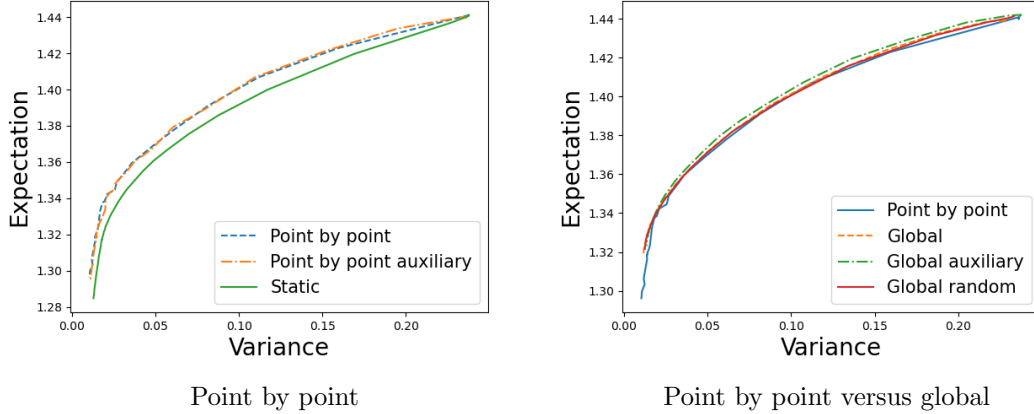 1.44
1.42
1.40
1.38
1.36
1.34
1.32
1.30
1.28
Expectation
0.00
0.05
0.10
0.15
0.20
Variance
Point by point
Point by point auxiliary
Static
Point by point
1.44
1.42
1.40
1.38
1.36
1.34
1.32
1.30
Expectation
0.00
0.05
0.10
0.15
0.20
Variance
Point by point
Global
Global auxiliary
Global random
Point by point versus global